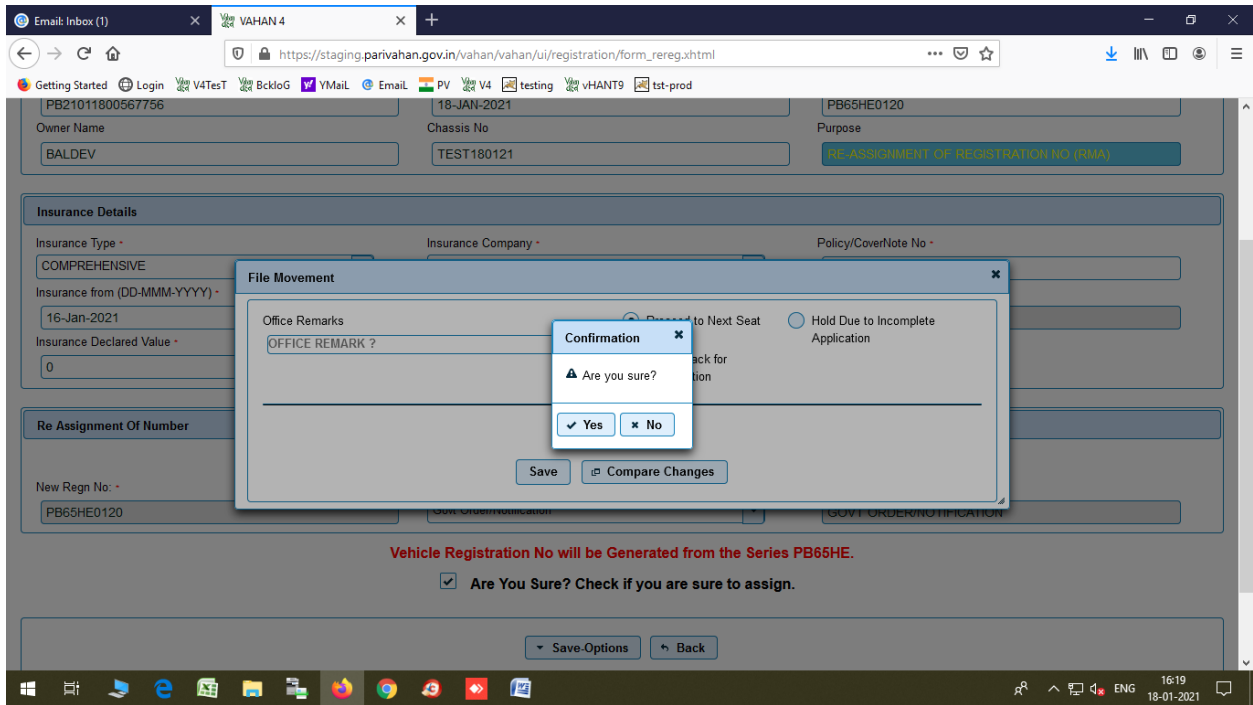 Email: Inbox (1)
VAHAN 4
https://staging.parivahan.gov.in/vahan/vahan/ui/registration/form_rereg.xhtml
Getting Started Login V4TesT BckloG YMaiL EmaiL PV V4 testing vHANT9 tst-prod
PB21011800567756 18-JAN-2021 PB65HE0120
Owner Name Chassis No Purpose
BALDEV TEST180121 RE-ASSIGNMENT OF REGISTRATION NO (RMA)
Insurance Details
Insurance Type - Insurance Company - Policy/CoverNote No -
COMPREHENSIVE
Insurance from (DD-MMM-YYYY) -
16-Jan-2021
Insurance Declared Value -
0
File Movement
Office Remarks
OFFICE REMARK ?
to Next Seat
Hold Due to Incomplete
Application
ack for
tion
Confirmation
Are you sure?
Yes No
Save Compare Changes
Re Assignment Of Number
New Regn No: -
PB65HE0120 Govt Order/Notification GOVT ORDER/NOTIFICATION
Vehicle Registration No will be Generated from the Series PB65HE.
Are You Sure? Check if you are sure to assign.
Save-Options Back
ENG
16:19
18-01-2021